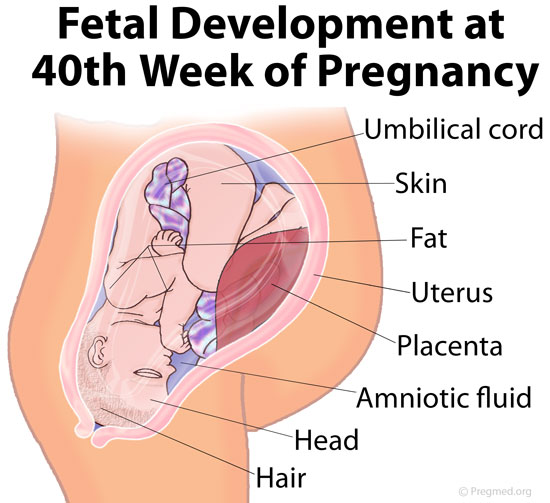 Fetal Development at
40th Week of Pregnancy
Umbilical cord
Skin
Fat
Uterus
Placenta
Amniotic fluid
Head
Hair
© Pregmed.org